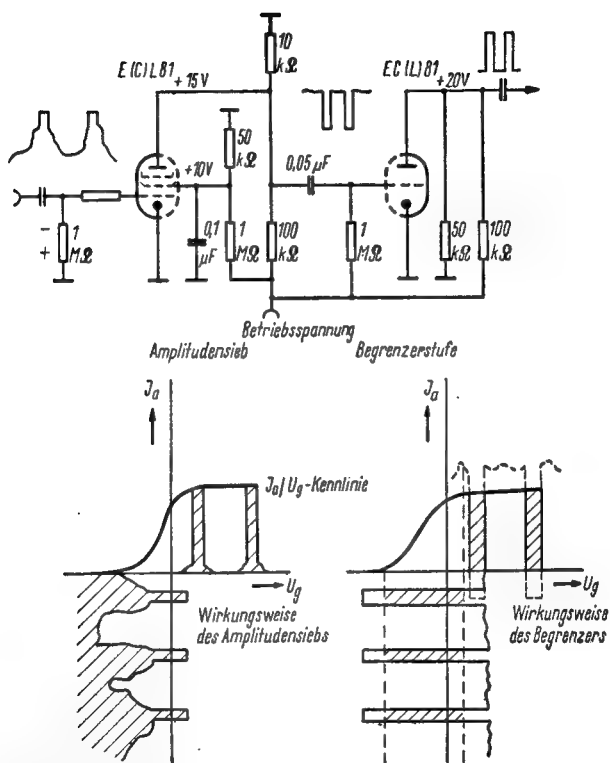 E(C)L81
+15V
10
kΩ
EC(L)81
+20V
+10V
50
kΩ
0,05 µF
1
MΩ
-
+
0,1
µF
1
MΩ
100
kΩ
1
MΩ
50
kΩ
100
kΩ
Betriebsspannung
Amplitudensieb
Begrenzerstufe
Ja
Ja
Ja/Ug-Kennlinie
Ug
Ug
Wirkungsweise
des Amplitudensiebs
Wirkungsweise
des Begrenzers